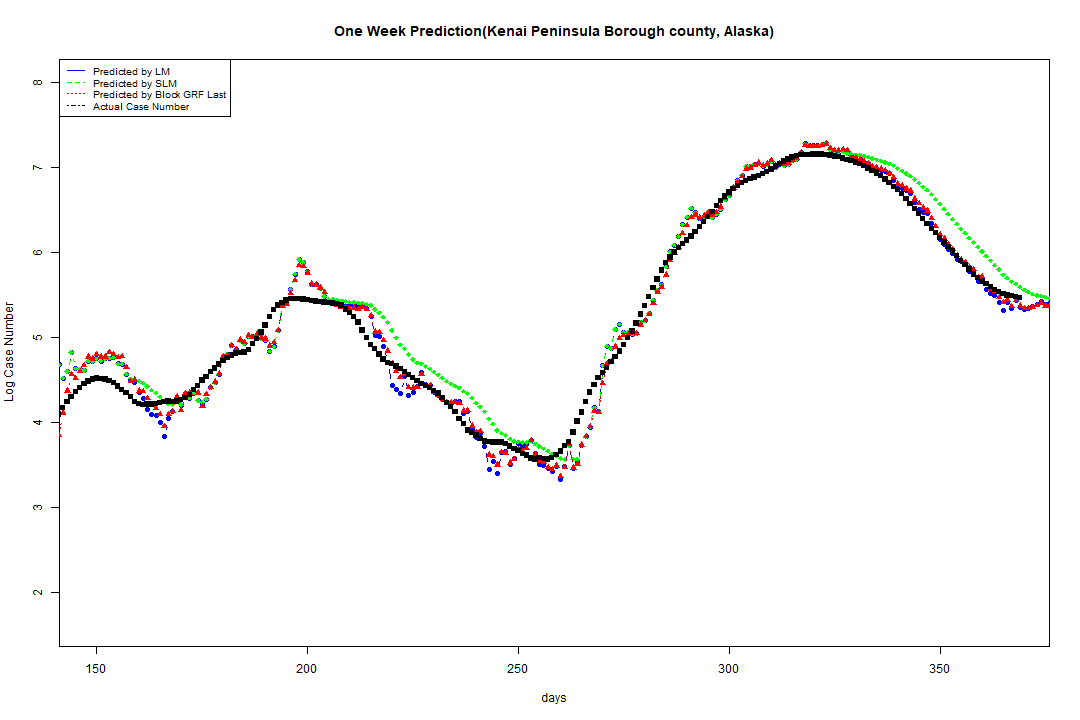 One Week Prediction(Kenai Peninsula Borough county, Alaska)
Predicted by LM
Predicted by SLM
Predicted by Block GRF Last
Actual Case Number
8
7
6
5
4
3
2
Log Case Number
150 200 250 300 350
days